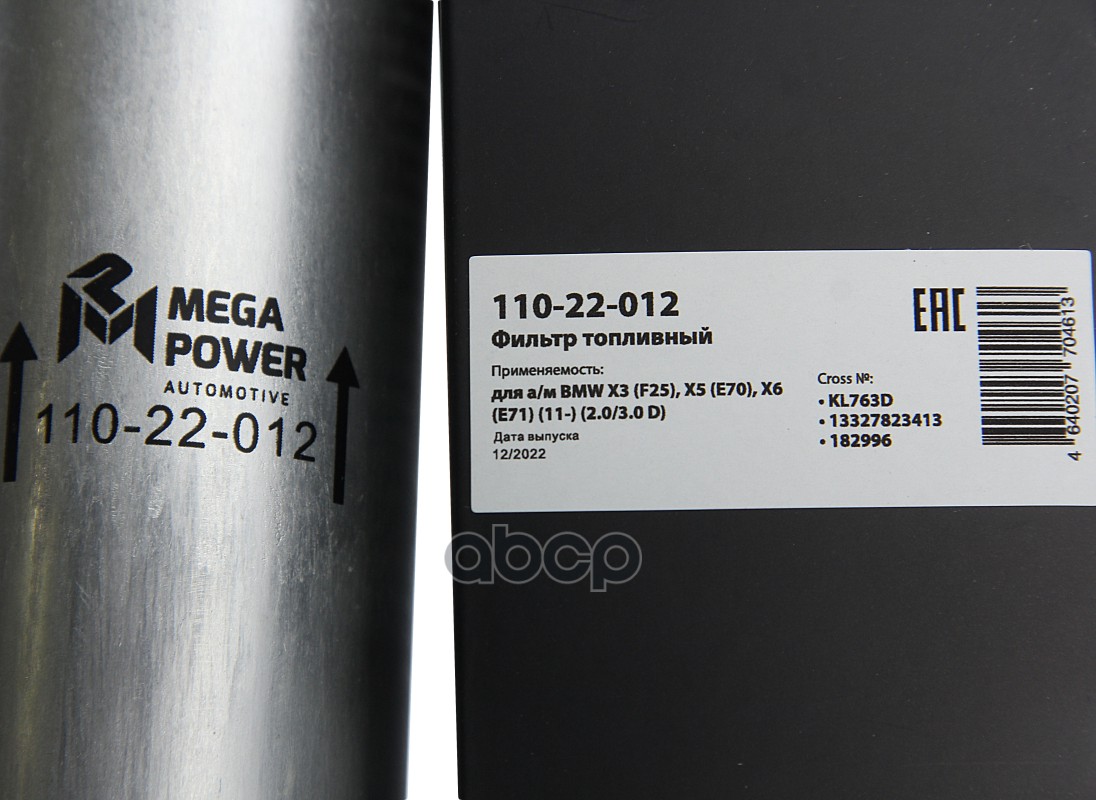 MEGA
POWER
AUTOMOTIVE
110-22-012
110-22-012
Фильтр топливный
Применяемость:
для а/м BMW X3 (F25), X5 (E70), X6
(E71) (11-) (2.0/3.0 D)
Дата выпуска
12/2022
Cross №:
• KL763D
• 13327823413
• 182996
EAC
4 640207 704613
abcp